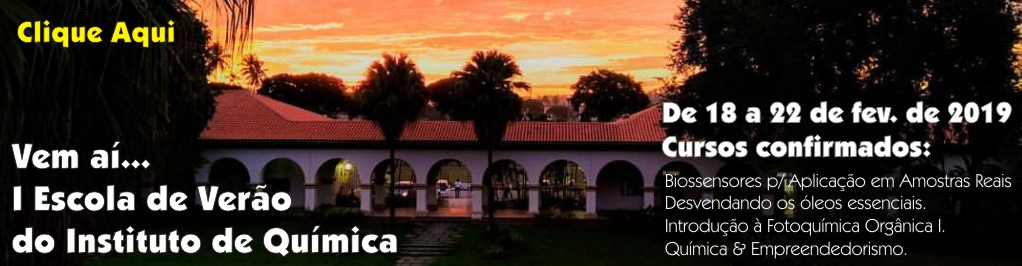 Clique Aqui
Vem aí...
I Escola de Verão
do Instituto de Química
De 18 a 22 de fev. de 2019
Cursos confirmados:
Biossensores p/ Aplicação em Amostras Reais
Desvendando os óleos essenciais.
Introdução à Fotoquímica Orgânica I.
Química & Empreendedorismo.